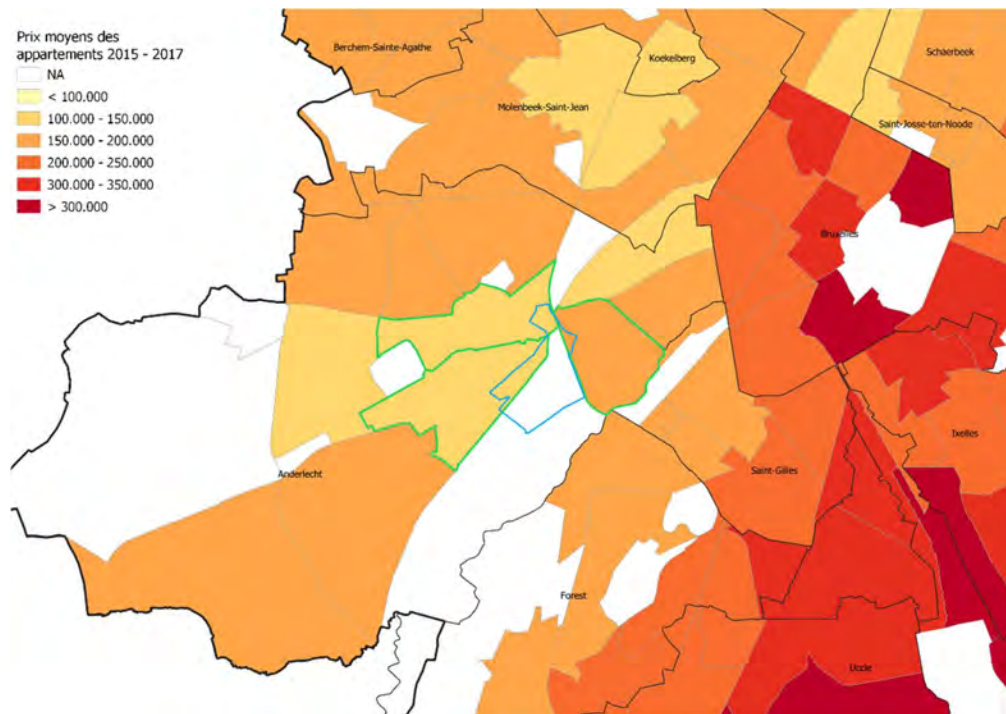 Prix moyens des
appartements 2015 - 2017
NA
< 100.000
100.000 - 150.000
150.000 - 200.000
200.000 - 250.000
300.000 - 350.000
> 300.000
Berchem-Sainte-Agathe
Koekelberg
Schaerbeek
Molenbeek-Saint-Jean
Saint-Josse-ten-Noode
Bruxelles
Ixelles
Anderlecht
Saint-Gilles
Forest
Uccle